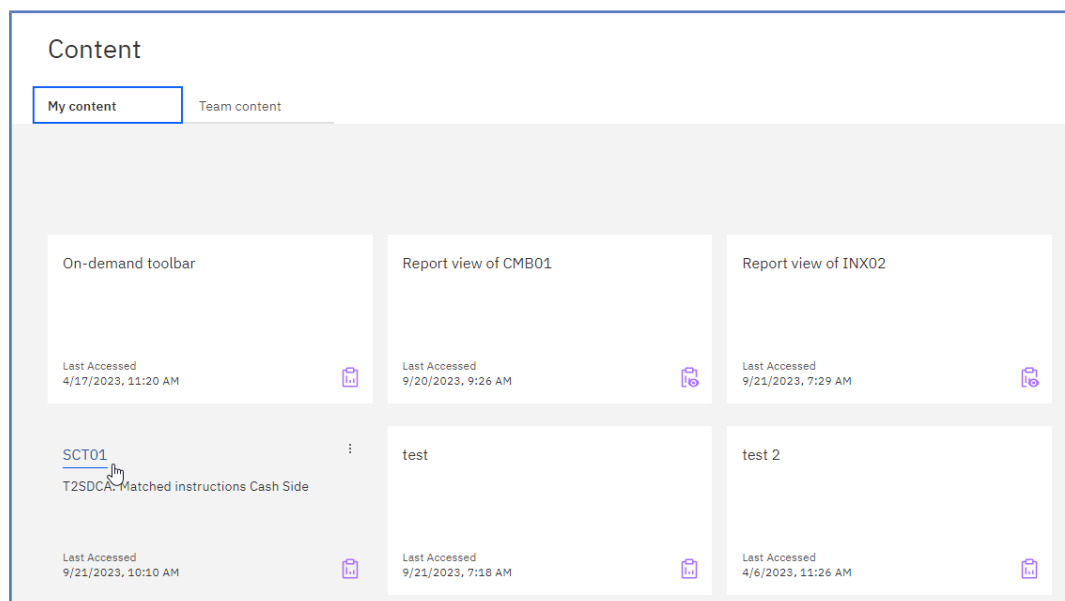 Content
My content
Team content
On-demand toolbar
Last Accessed
4/17/2023, 11:20 AM
Report view of CMB01
Last Accessed
9/20/2023, 9:26 AM
Report view of INX02
Last Accessed
9/21/2023, 7:29 AM
SCT01
T2SDCA: Matched instructions Cash Side
Last Accessed
9/21/2023, 10:10 AM
test
Last Accessed
9/21/2023, 7:18 AM
test 2
Last Accessed
4/6/2023, 11:26 AM